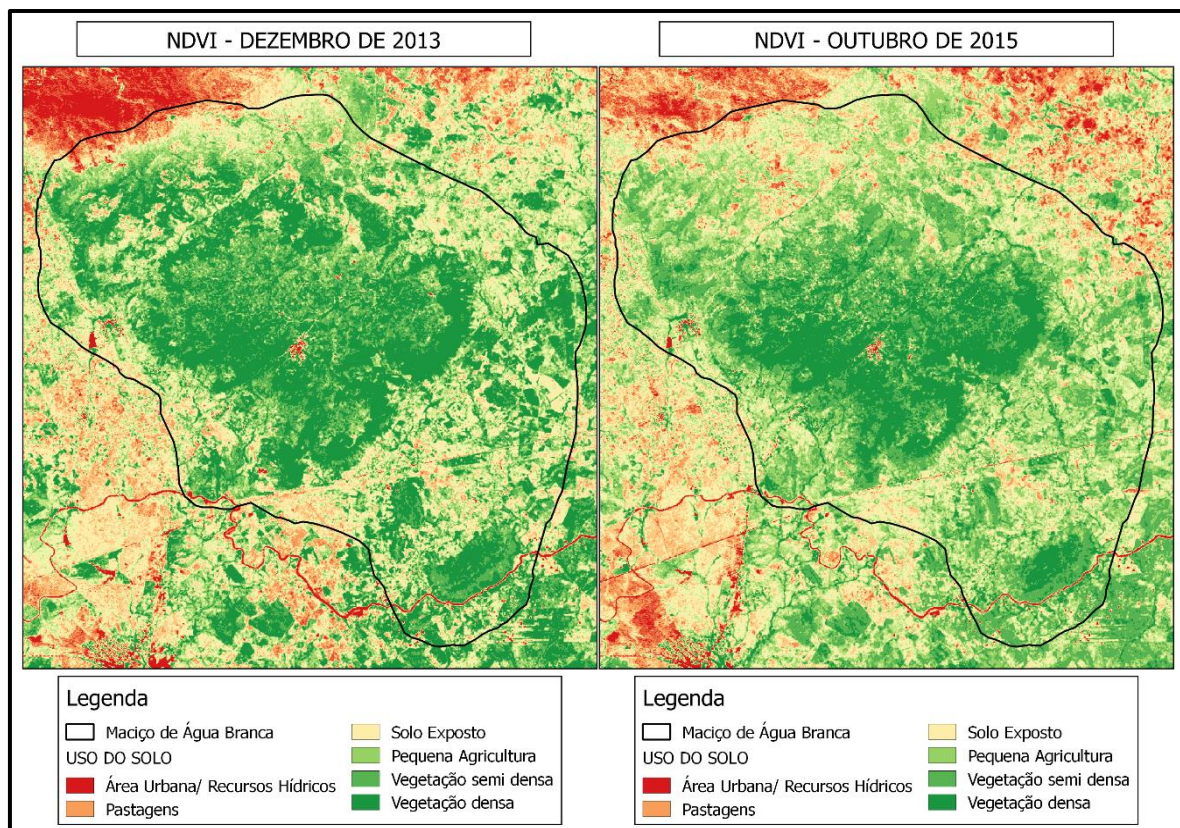 NDVI - DEZEMBRO DE 2013
NDVI - OUTUBRO DE 2015
Legenda
Maciço de Água Branca
USO DO SOLO
Área Urbana/ Recursos Hídricos
Pastagens
Solo Exposto
Pequena Agricultura
Vegetação semi densa
Vegetação densa
Legenda
Maciço de Água Branca
USO DO SOLO
Área Urbana/ Recursos Hídricos
Pastagens
Solo Exposto
Pequena Agricultura
Vegetação semi densa
Vegetação densa